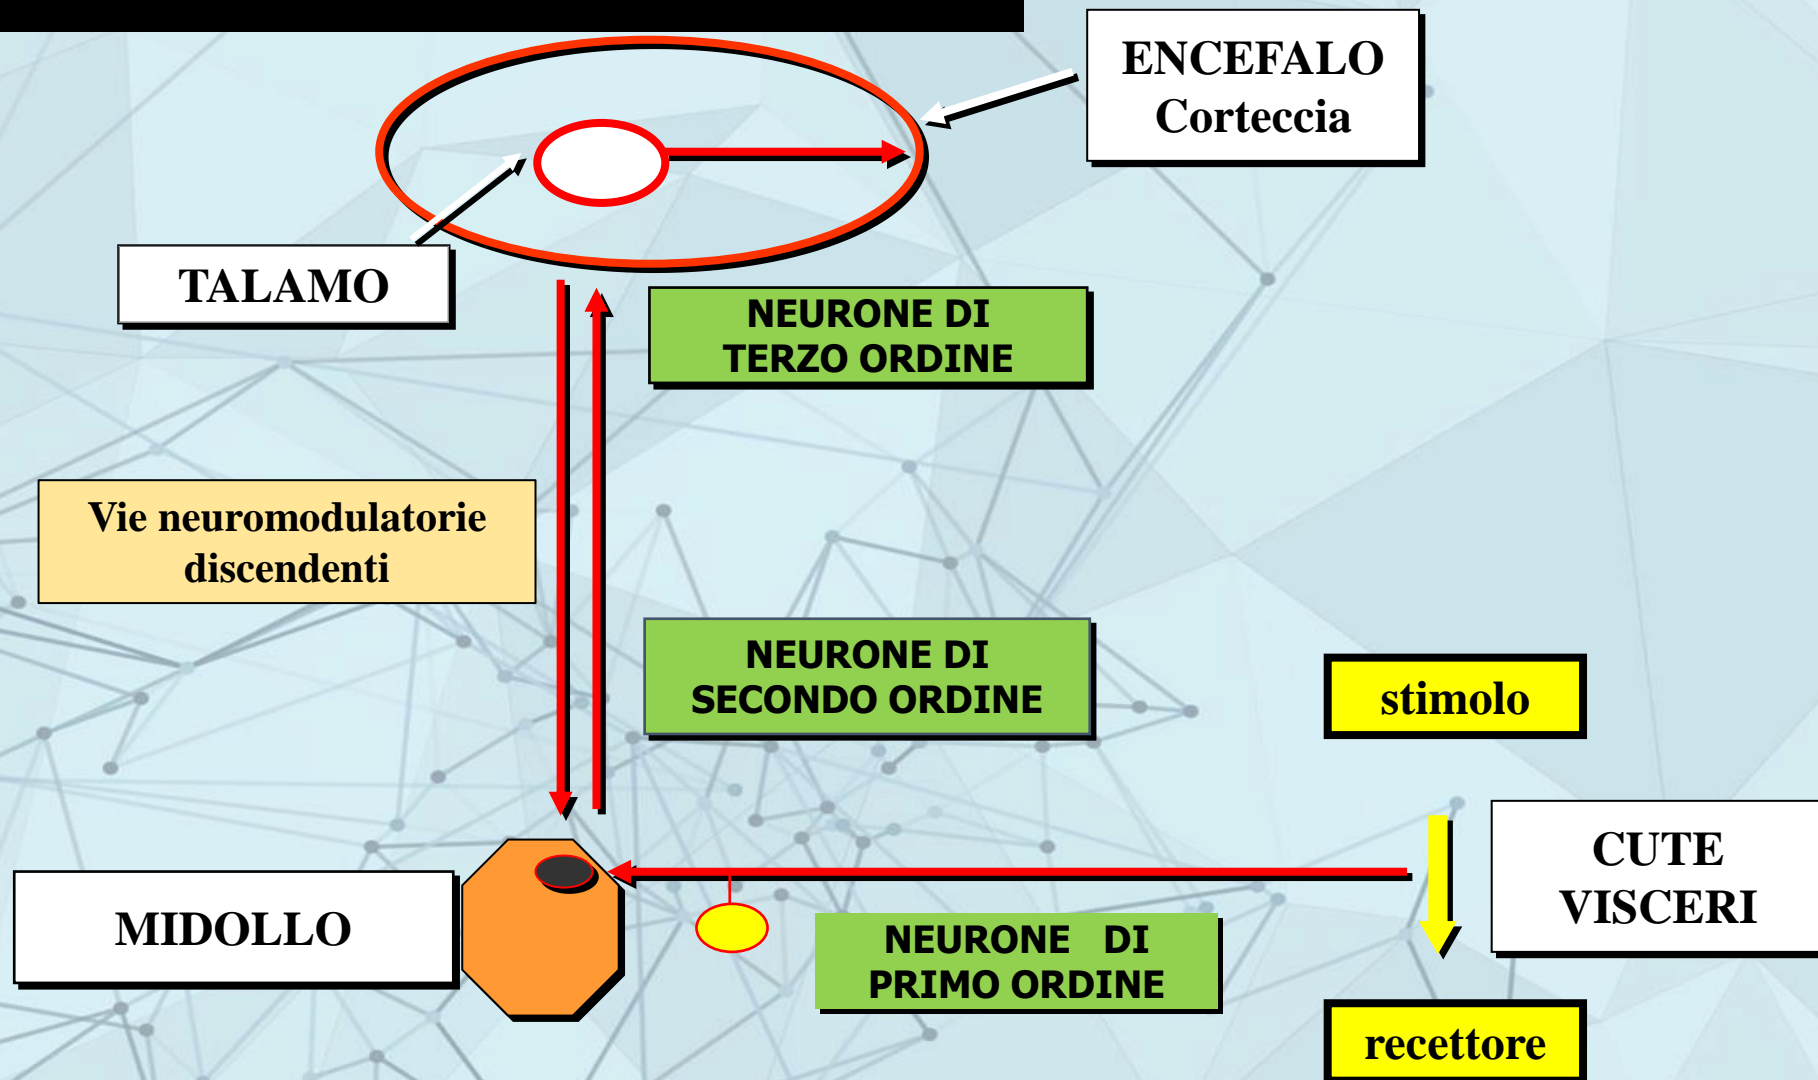 ENCEFALO
Corteccia
TALAMO
NEURONE DI
TERZO ORDINE
Vie neuromodulatorie
discendenti
NEURONE DI
SECONDO ORDINE
stimolo
CUTE
VISCERI
MIDOLLO
NEURONE DI
PRIMO ORDINE
recettore